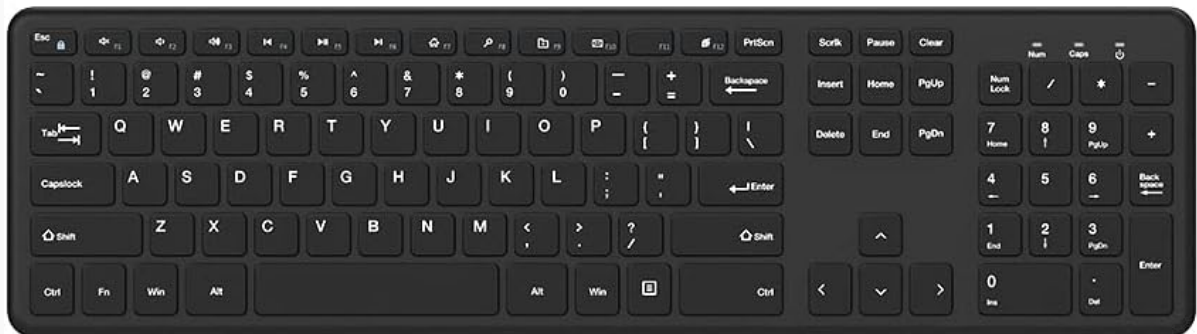 Esc F1 F2 F3 F4 F5 F6 F7 F8 F9 F10 F11 F12 PrtScn Scrlk Pause Clear
Num Caps
~ ! @ # $ % ^ & * ( ) — +
` 1 2 3 4 5 6 7 8 9 0 - = Backspace Insert Home PgUp Num Lock / * -
Tab Q W E R T Y U I O P { [ } ] | \ Delete End PgDn 7 Home 8 ↑ 9 PgUp +
Capslock A S D F G H J K L : ; " ' Enter 4 ← 5 6 → Back space
Shift Z X C V B N M < , > . ? / Shift 1 End 2 ↓ 3 PgDn Enter
Ctrl Fn Win Alt Alt Win Ctrl 0 Ins . Del